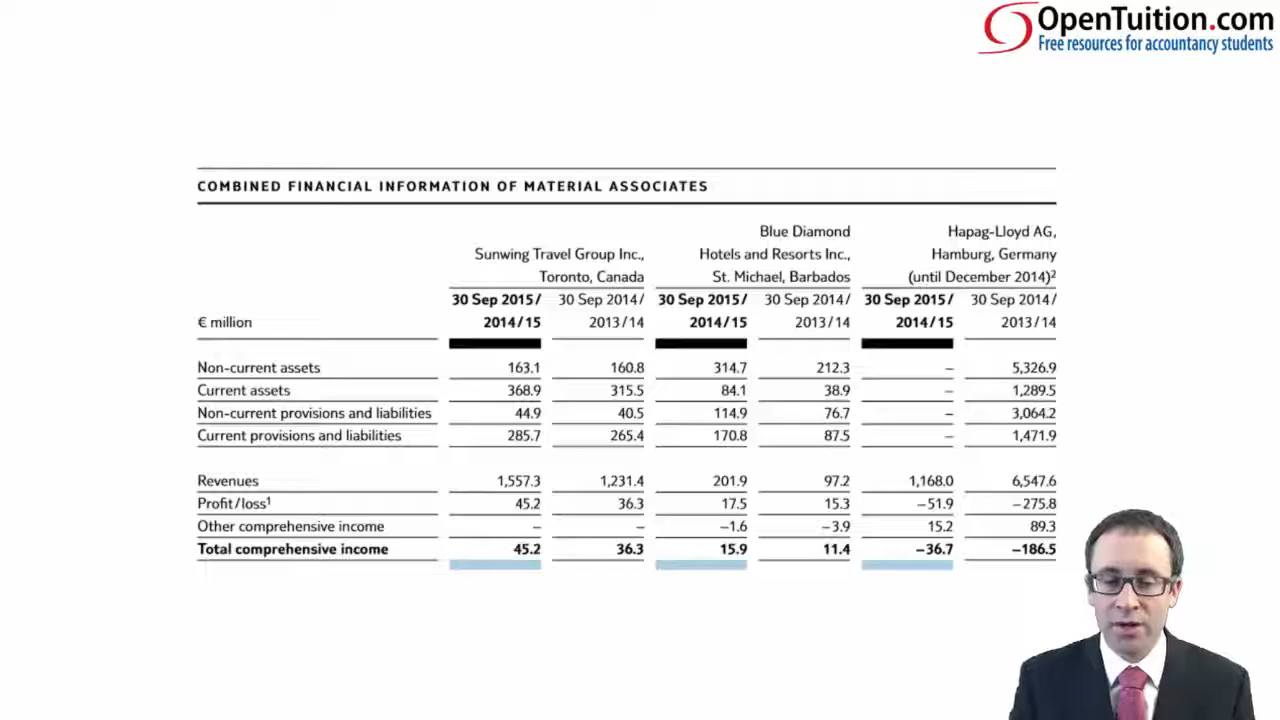 OpenTuition.com
Free resources for accountancy students
COMBINED FINANCIAL INFORMATION OF MATERIAL ASSOCIATES
Sunwing Travel Group Inc., Toronto, Canada
Blue Diamond Hotels and Resorts Inc., St. Michael, Barbados
Hapag-Lloyd AG, Hamburg, Germany (until December 2014)²
€ million 30 Sep 2015/ 2014/15 30 Sep 2014/ 2013/14 30 Sep 2015/ 2014/15 30 Sep 2014/ 2013/14 30 Sep 2015/ 2014/15 30 Sep 2014/ 2013/14
Non-current assets 163.1 160.8 314.7 212.3 – 5,326.9
Current assets 368.9 315.5 84.1 38.9 – 1,289.5
Non-current provisions and liabilities 44.9 40.5 114.9 76.7 – 3,064.2
Current provisions and liabilities 285.7 265.4 170.8 87.5 – 1,471.9
Revenues 1,557.3 1,231.4 201.9 97.2 1,168.0 6,547.6
Profit/loss¹ 45.2 36.3 17.5 15.3 –51.9 –275.8
Other comprehensive income – – –1.6 –3.9 15.2 89.3
Total comprehensive income 45.2 36.3 15.9 11.4 –36.7 –186.5